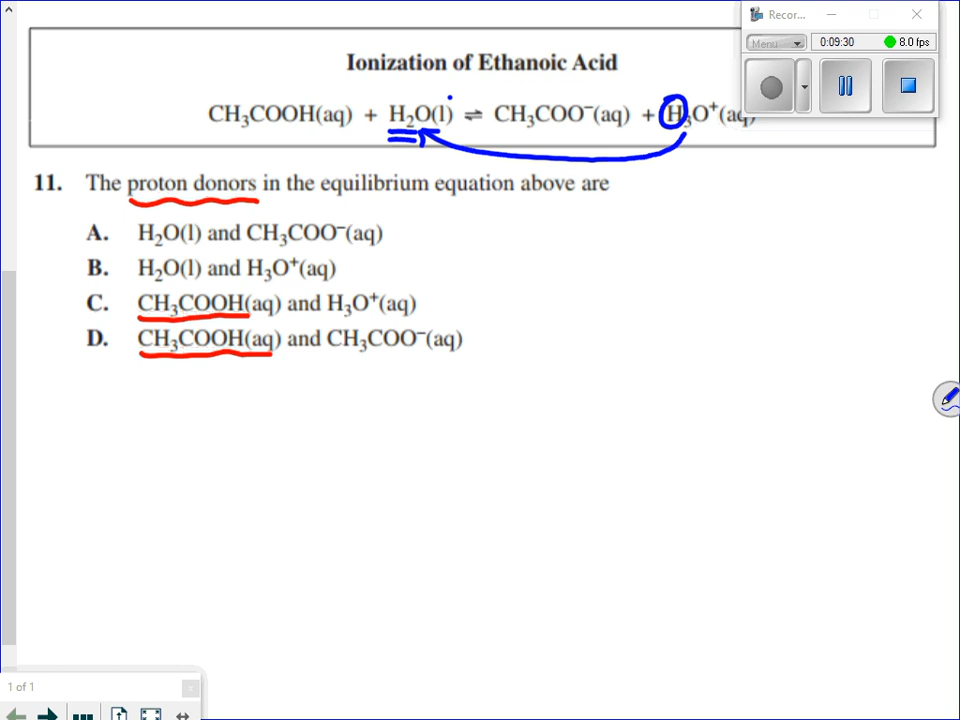 Recor...
Menu
0:09:30
8.0 fps
Ionization of Ethanoic Acid
CH₃COOH(aq) + H₂O(l) ⇌ CH₃COO⁻(aq) + H₃O⁺(aq)
11. The proton donors in the equilibrium equation above are
A. H₂O(l) and CH₃COO⁻(aq)
B. H₂O(l) and H₃O⁺(aq)
C. CH₃COOH(aq) and H₃O⁺(aq)
D. CH₃COOH(aq) and CH₃COO⁻(aq)
1 of 1